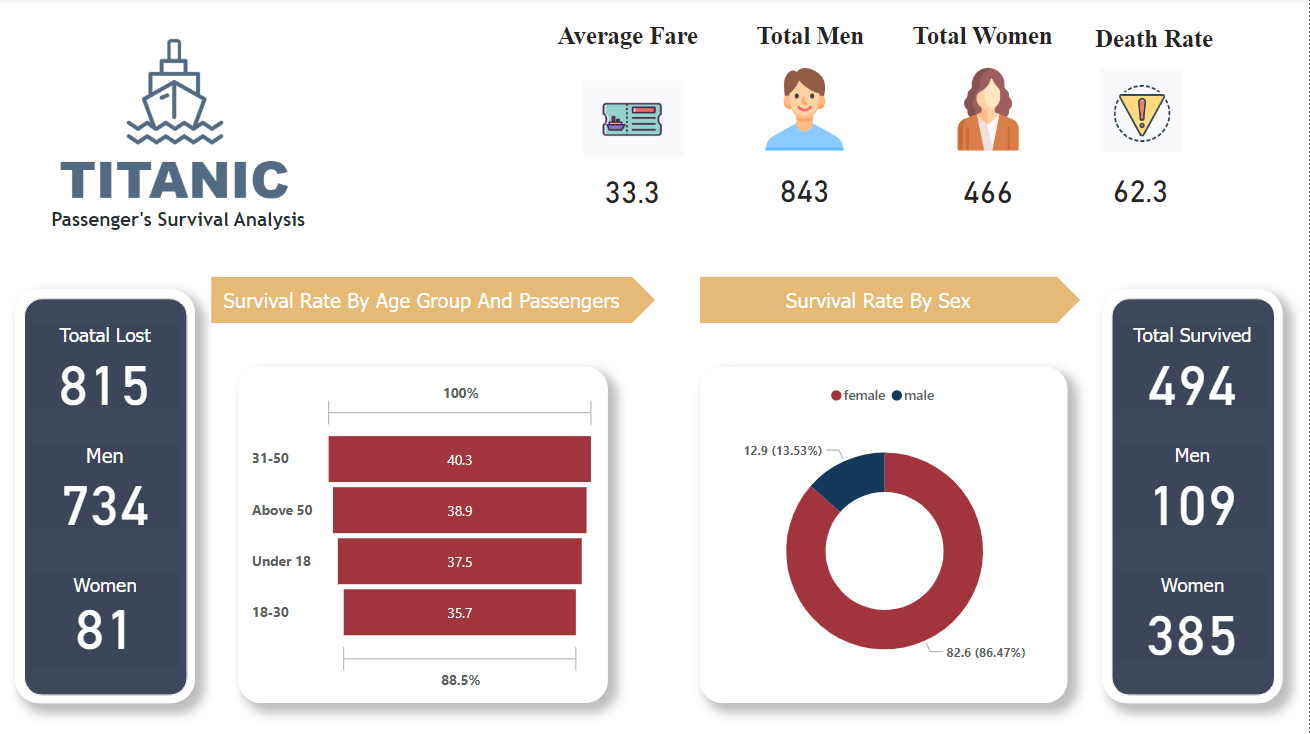 TITANIC
Passenger's Survival Analysis
Average Fare
33.3
Total Men
843
Total Women
466
Death Rate
62.3
Toatal Lost
815
Men
734
Women
81
Survival Rate By Age Group And Passengers
100%
31-50 40.3
Above 50 38.9
Under 18 37.5
18-30 35.7
88.5%
Survival Rate By Sex
female male
12.9 (13.53%)
82.6 (86.47%)
Total Survived
494
Men
109
Women
385